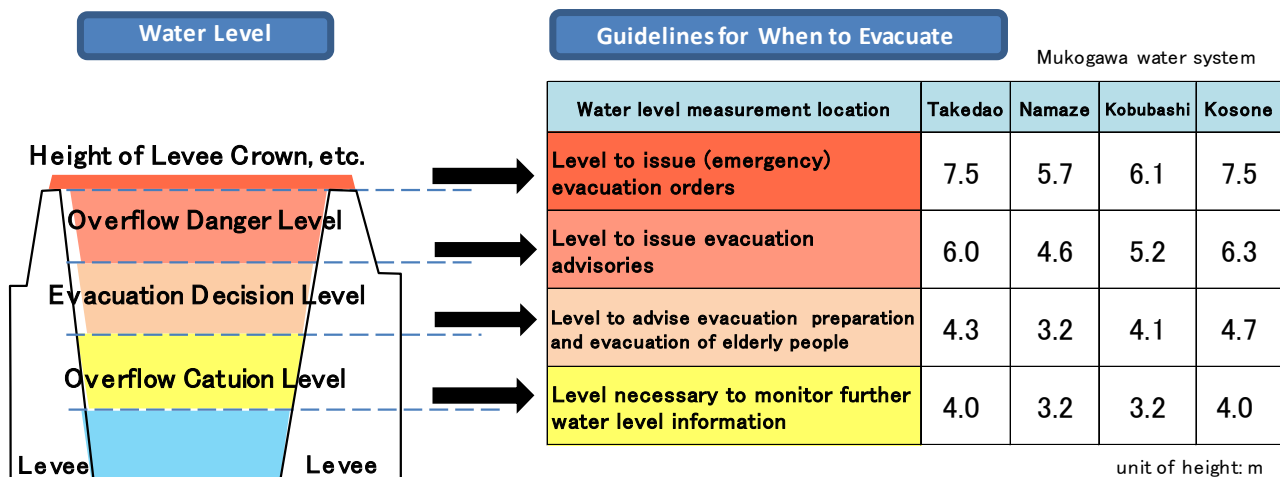 Water Level
Guidelines for When to Evacuate
Mukogawa water system
Height of Levee Crown, etc.
Overflow Danger Level
Evacuation Decision Level
Overflow Catuion Level
Levee
Levee
Water level measurement location Takedao Namaze Kobubashi Kosone
Level to issue (emergency)
evacuation orders
7.5 5.7 6.1 7.5
Level to issue evacuation
advisories
6.0 4.6 5.2 6.3
Level to advise evacuation preparation
and evacuation of elderly people
4.3 3.2 4.1 4.7
Level necessary to monitor further
water level information
4.0 3.2 3.2 4.0
unit of height: m